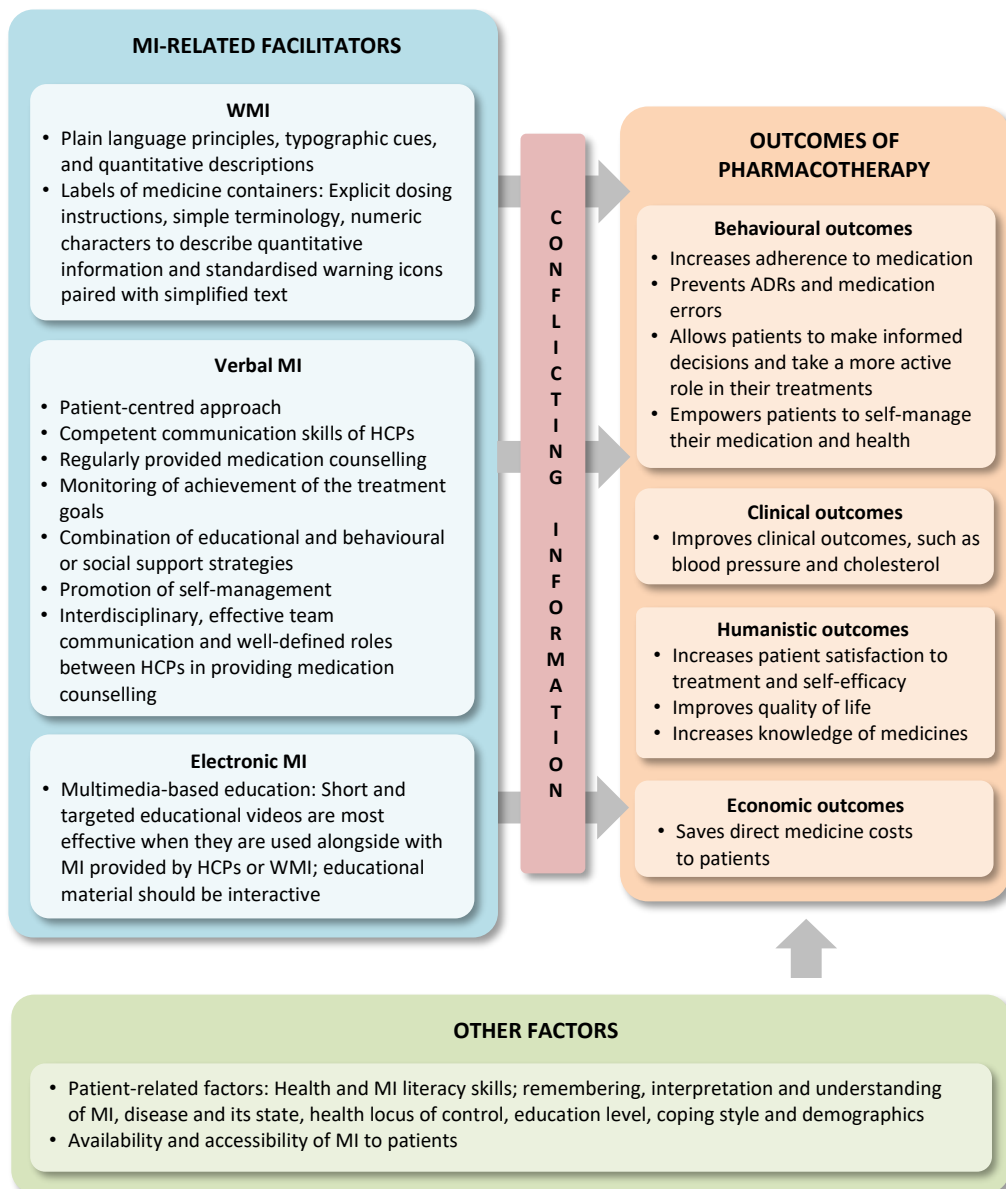 MI-RELATED FACILITATORS
WMI
• Plain language principles, typographic cues,
and quantitative descriptions
• Labels of medicine containers: Explicit dosing
instructions, simple terminology, numeric
characters to describe quantitative
information and standardised warning icons
paired with simplified text
Verbal MI
• Patient-centred approach
• Competent communication skills of HCPs
• Regularly provided medication counselling
• Monitoring of achievement of the treatment
goals
• Combination of educational and behavioural
or social support strategies
• Promotion of self-management
• Interdisciplinary, effective team
communication and well-defined roles
between HCPs in providing medication
counselling
Electronic MI
• Multimedia-based education: Short and
targeted educational videos are most
effective when they are used alongside with
MI provided by HCPs or WMI; educational
material should be interactive
CONFLICTING INFORMATION
OUTCOMES OF
PHARMACOTHERAPY
Behavioural outcomes
• Increases adherence to medication
• Prevents ADRs and medication
errors
• Allows patients to make informed
decisions and take a more active
role in their treatments
• Empowers patients to self-manage
their medication and health
Clinical outcomes
• Improves clinical outcomes, such as
blood pressure and cholesterol
Humanistic outcomes
• Increases patient satisfaction to
treatment and self-efficacy
• Improves quality of life
• Increases knowledge of medicines
Economic outcomes
• Saves direct medicine costs
to patients
OTHER FACTORS
• Patient-related factors: Health and MI literacy skills; remembering, interpretation and understanding
of MI, disease and its state, health locus of control, education level, coping style and demographics
• Availability and accessibility of MI to patients